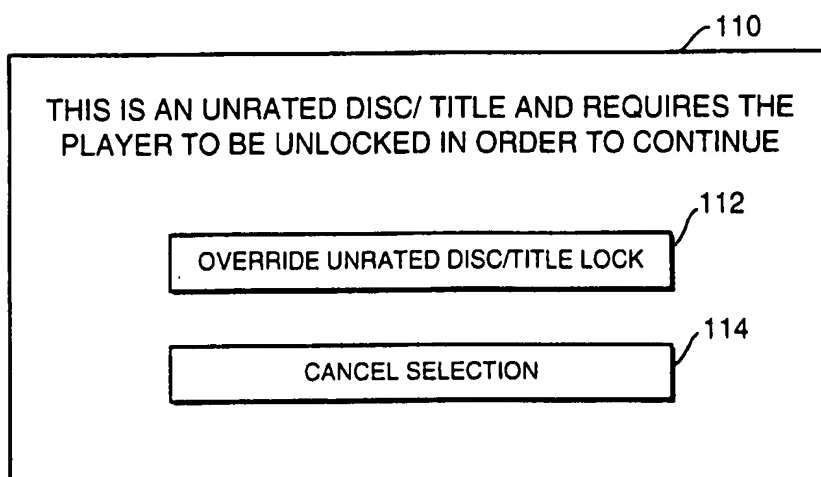 110
THIS IS AN UNRATED DISC/ TITLE AND REQUIRES THE
PLAYER TO BE UNLOCKED IN ORDER TO CONTINUE
112
OVERRIDE UNRATED DISC/TITLE LOCK
114
CANCEL SELECTION